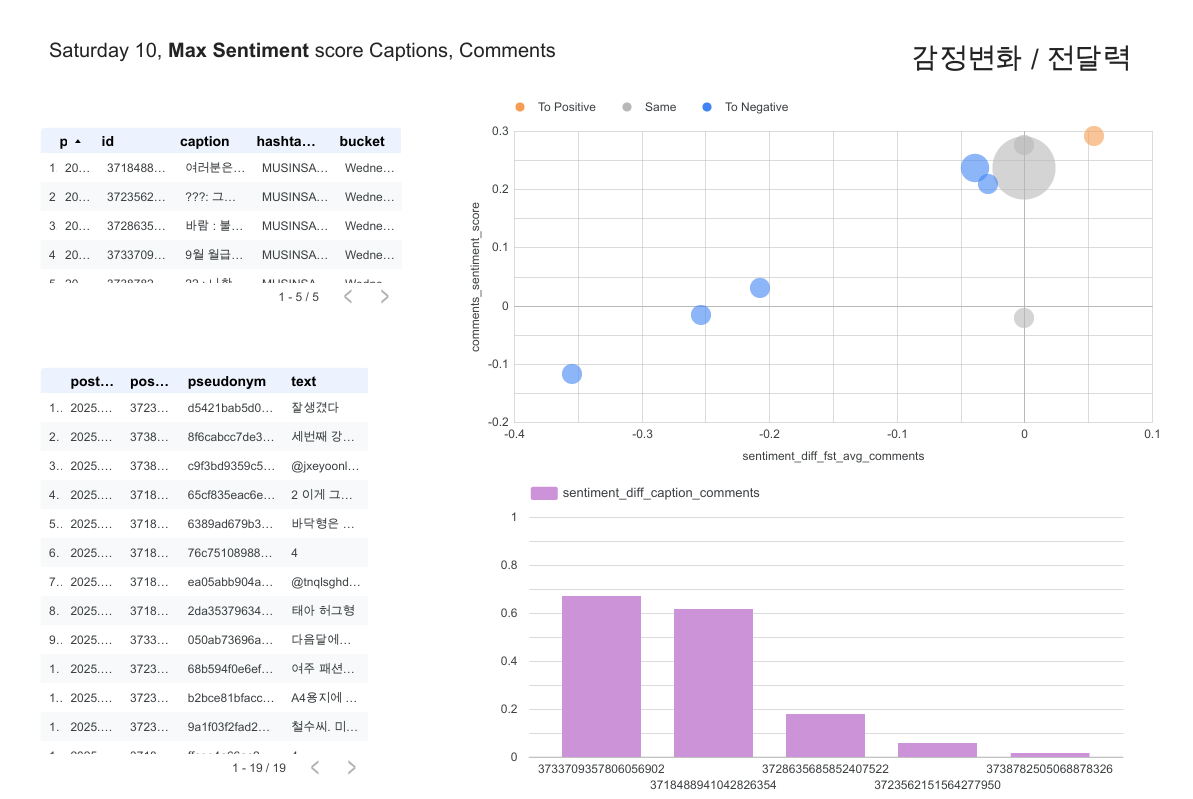 Saturday 10, Max Sentiment score Captions, Comments
감정변화 / 전달력
p id caption hashta... bucket
1 20... 3718488... 여러분은... MUSINSA... Wedne...
2 20... 3723562... ???: 그... MUSINSA... Wedne...
3 20... 3728635... 바람 : 불... MUSINSA... Wedne...
4 20... 3733709... 9월 월급... MUSINSA... Wedne...
1 - 5 / 5
post... pos... pseudonym text
1.. 2025.... 3723... d5421bab5d0... 잘생겼다
2. 2025.... 3738... 8f6cabcc7de3... 세번째 강...
3.. 2025.... 3738... c9f3bd9359c5... @jxeyoonl...
4. 2025.... 3718... 65cf835eac6e... 2 이게 그...
5.. 2025.... 3718... 6389ad679b3... 바닥형은 ...
6. 2025.... 3718... 76c75108988... 4
7.. 2025.... 3718... ea05abb904a... @tnqlsghd...
8. 2025.... 3718... 2da35379634... 태아 허그형
9.. 2025.... 3733... 050ab73696a... 다음달에...
1. 2025.... 3723... 68b594f0e6ef... 여주 패션...
1.. 2025.... 3723... b2bce81bfacc... A4용지에 ...
1. 2025.... 3723... 9a1f03f2fad2... 철수씨. 미...
1 - 19 / 19
To Positive Same To Negative
comments_sentiment_score
0.3
0.2
0.1
0
-0.1
-0.2
-0.4 -0.3 -0.2 -0.1 0 0.1
sentiment_diff_fst_avg_comments
sentiment_diff_caption_comments
1
0.8
0.6
0.4
0.2
0
3733709357806056902 3728635685852407522 3738782505068878326
3718488941042826354 3723562151564277950